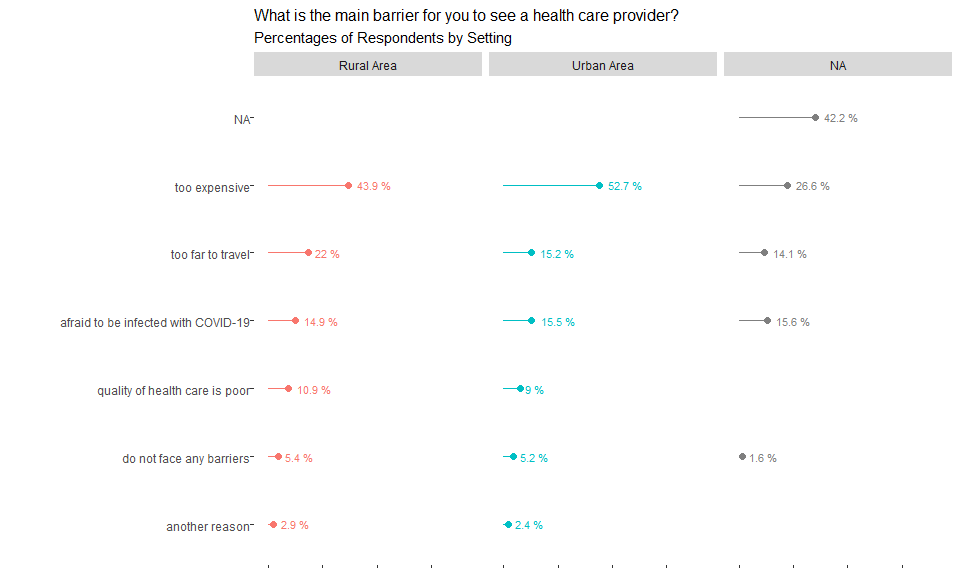 What is the main barrier for you to see a health care provider?
Percentages of Respondents by Setting
Rural Area Urban Area NA
NA 42.2 %
too expensive 43.9 % 52.7 % 26.6 %
too far to travel 22 % 15.2 % 14.1 %
afraid to be infected with COVID-19 14.9 % 15.5 % 15.6 %
quality of health care is poor 10.9 % 9 %
do not face any barriers 5.4 % 5.2 % 1.6 %
another reason 2.9 % 2.4 %